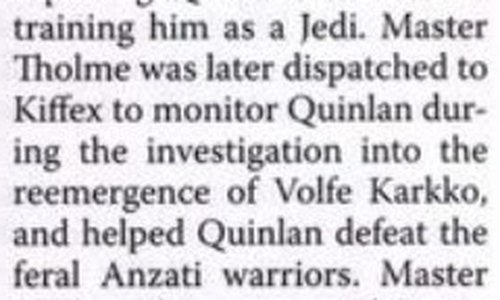 training him as a Jedi. Master
Tholme was later dispatched to
Kiffex to monitor Quinlan dur-
ing the investigation into the
reemergence of Volfe Karkko,
and helped Quinlan defeat the
feral Anzati warriors. Master